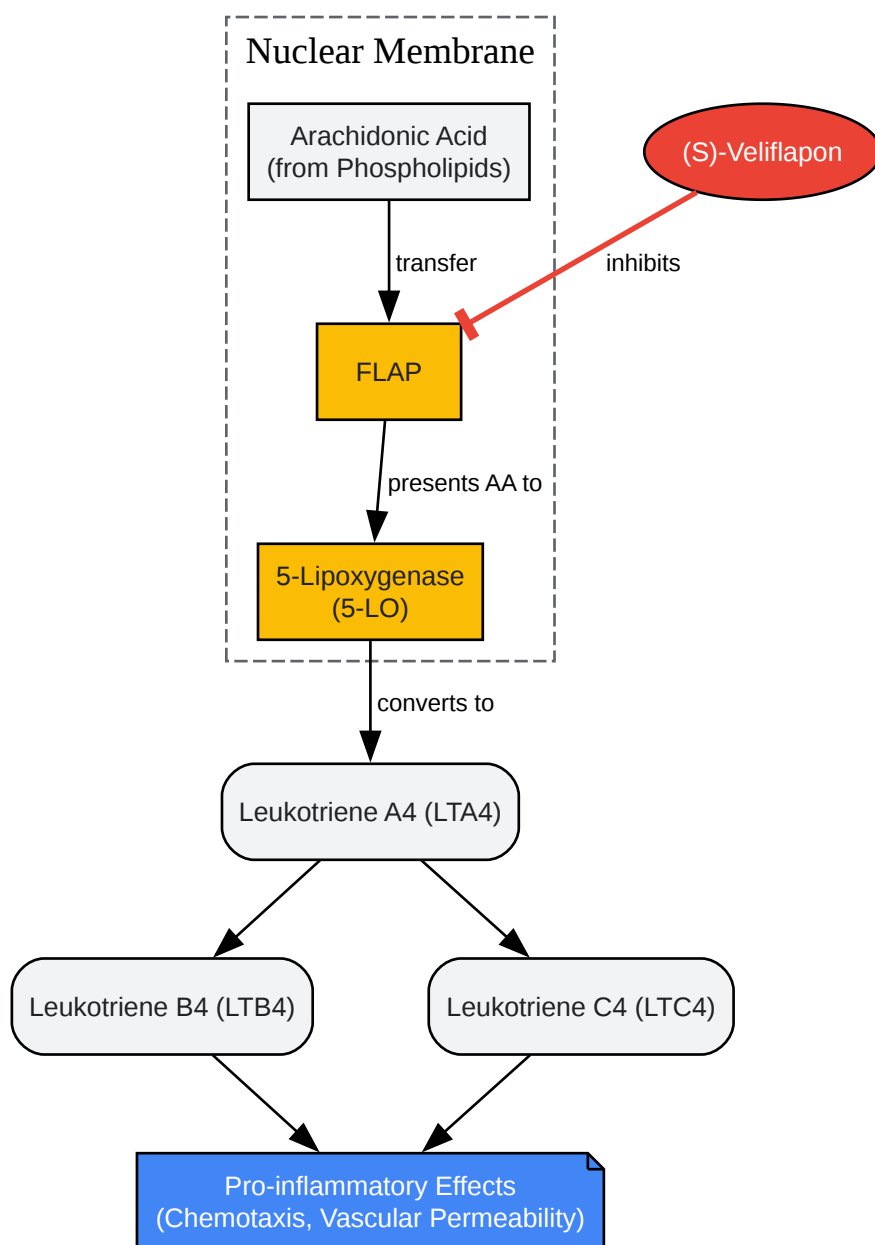 Nuclear Membrane
Arachidonic Acid
(from Phospholipids)
(S)-Veliflapon
transfer
inhibits
FLAP
presents AA to
5-Lipoxygenase
(5-LO)
converts to
Leukotriene A4 (LTA4)
Leukotriene B4 (LTB4)
Leukotriene C4 (LTC4)
Pro-inflammatory Effects
(Chemotaxis, Vascular Permeability)